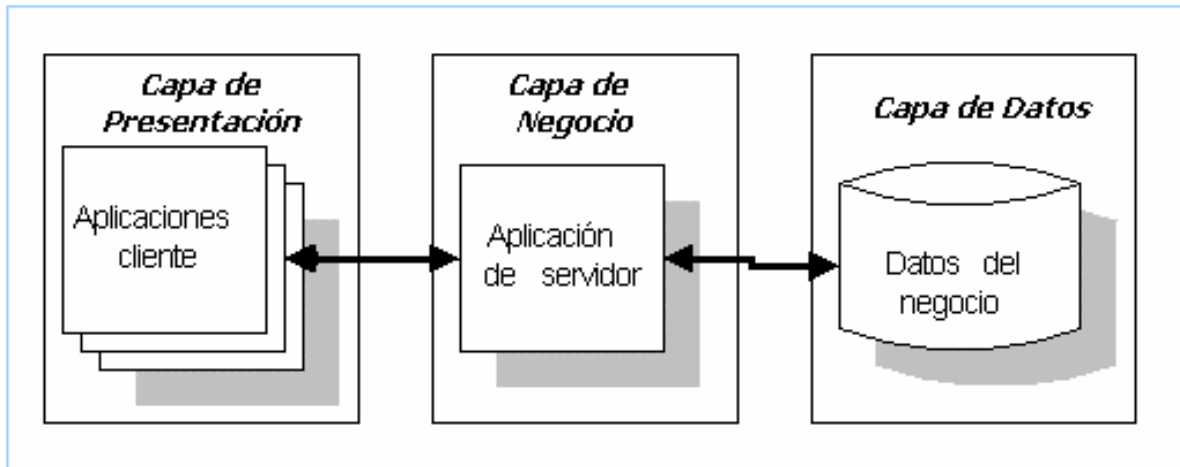 Capa de
Presentación
Aplicaciones
cliente
Capa de
Negocio
Aplicación
de servidor
Capa de Datos
Datos del
negocio